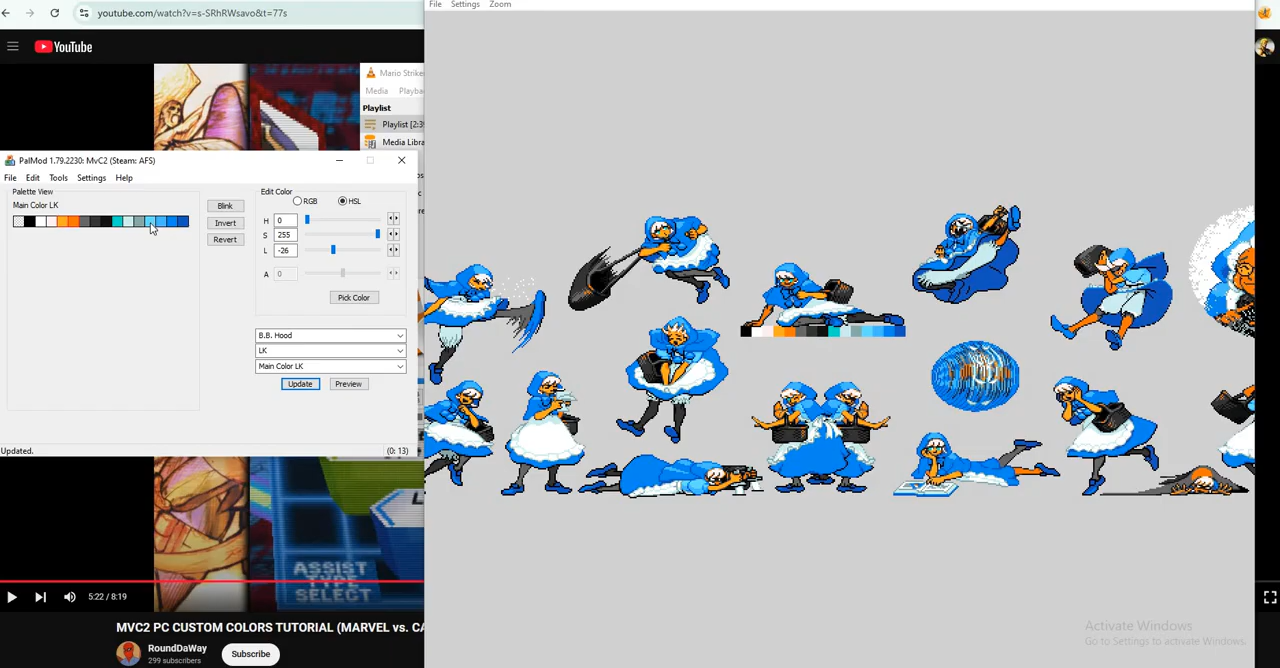 youtube.com/watch?v=s-SRhRWsavo&t=77s
File Settings Zoom
YouTube
Mario Strike
Media Playba
Playlist
Playlist [2:3
Media Libra
PalMod 1.79.2230: MvC2 (Steam: AFS)
File Edit Tools Settings Help
Palette View
Main Color LK
Blink
Invert
Revert
Edit Color
RGB HSL
H 0
S 255
L -26
A 0
Pick Color
B.B. Hood
LK
Main Color LK
Update Preview
Updated. (0: 13)
ASSIST
TYPE
SELECT
5:22 / 8:19
MVC2 PC CUSTOM COLORS TUTORIAL (MARVEL vs. CA
RoundDaWay
299 subscribers
Subscribe
Activate Windows
Go to Settings to activate Windows.